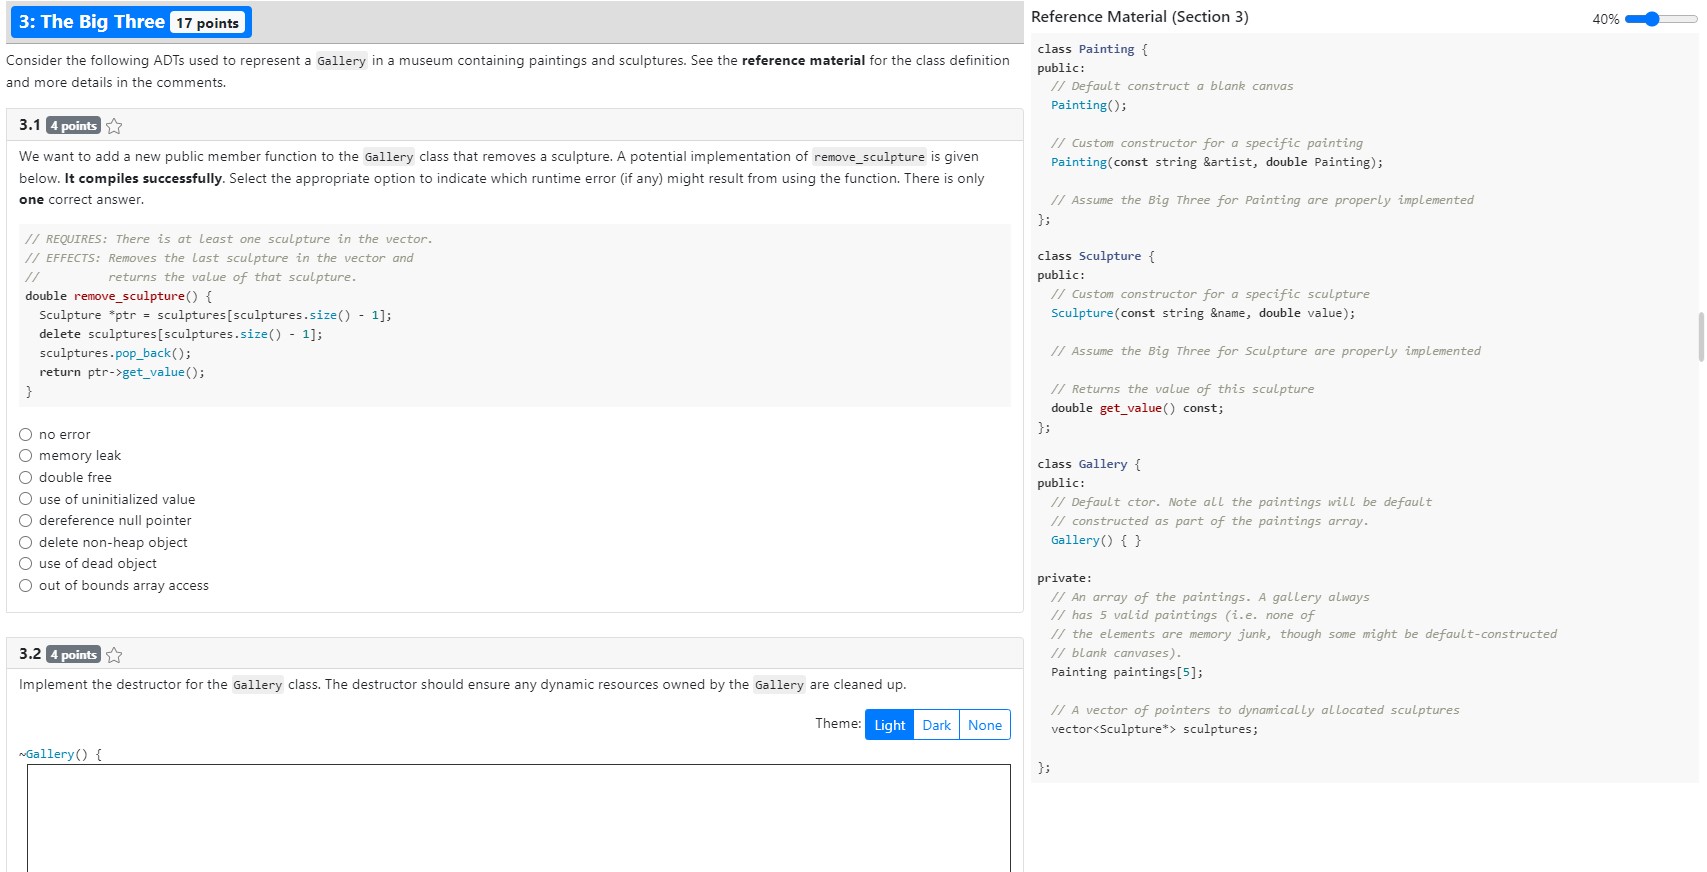 3: The Big Three 17 points
Consider the following ADTs used to represent a Gallery in a museum containing paintings and sculptures. See the reference material for the class definition
and more details in the comments.
3.1 4 points
We want to add a new public member function to the Gallery class that removes a sculpture. A potential implementation of remove_sculpture is given
below. It compiles successfully. Select the appropriate option to indicate which runtime error (if any) might result from using the function. There is only
one correct answer.
// REQUIRES: There is at least one sculpture in the vector.
// EFFECTS: Removes the last sculpture in the vector and
//          returns the value of that sculpture.
double remove_sculpture() {
  Sculpture *ptr = sculptures[sculptures.size() - 1];
  delete sculptures[sculptures.size() - 1];
  sculptures.pop_back();
  return ptr->get_value();
}
no error
memory leak
double free
use of uninitialized value
dereference null pointer
delete non-heap object
use of dead object
out of bounds array access
3.2 4 points
Implement the destructor for the Gallery class. The destructor should ensure any dynamic resources owned by the Gallery are cleaned up.
Theme: Light Dark None
~Gallery() {
Reference Material (Section 3)
40%
class Painting {
public:
  // Default construct a blank canvas
  Painting();
  // Custom constructor for a specific painting
  Painting(const string &artist, double Painting);
  // Assume the Big Three for Painting are properly implemented
};
class Sculpture {
public:
  // Custom constructor for a specific sculpture
  Sculpture(const string &name, double value);
  // Assume the Big Three for Sculpture are properly implemented
  // Returns the value of this sculpture
  double get_value() const;
};
class Gallery {
public:
  // Default ctor. Note all the paintings will be default
  // constructed as part of the paintings array.
  Gallery() { }
private:
  // An array of the paintings. A gallery always
  // has 5 valid paintings (i.e. none of
  // the elements are memory junk, though some might be default-constructed
  // blank canvases).
  Painting paintings[5];
  // A vector of pointers to dynamically allocated sculptures
  vector<Sculpture*> sculptures;
};